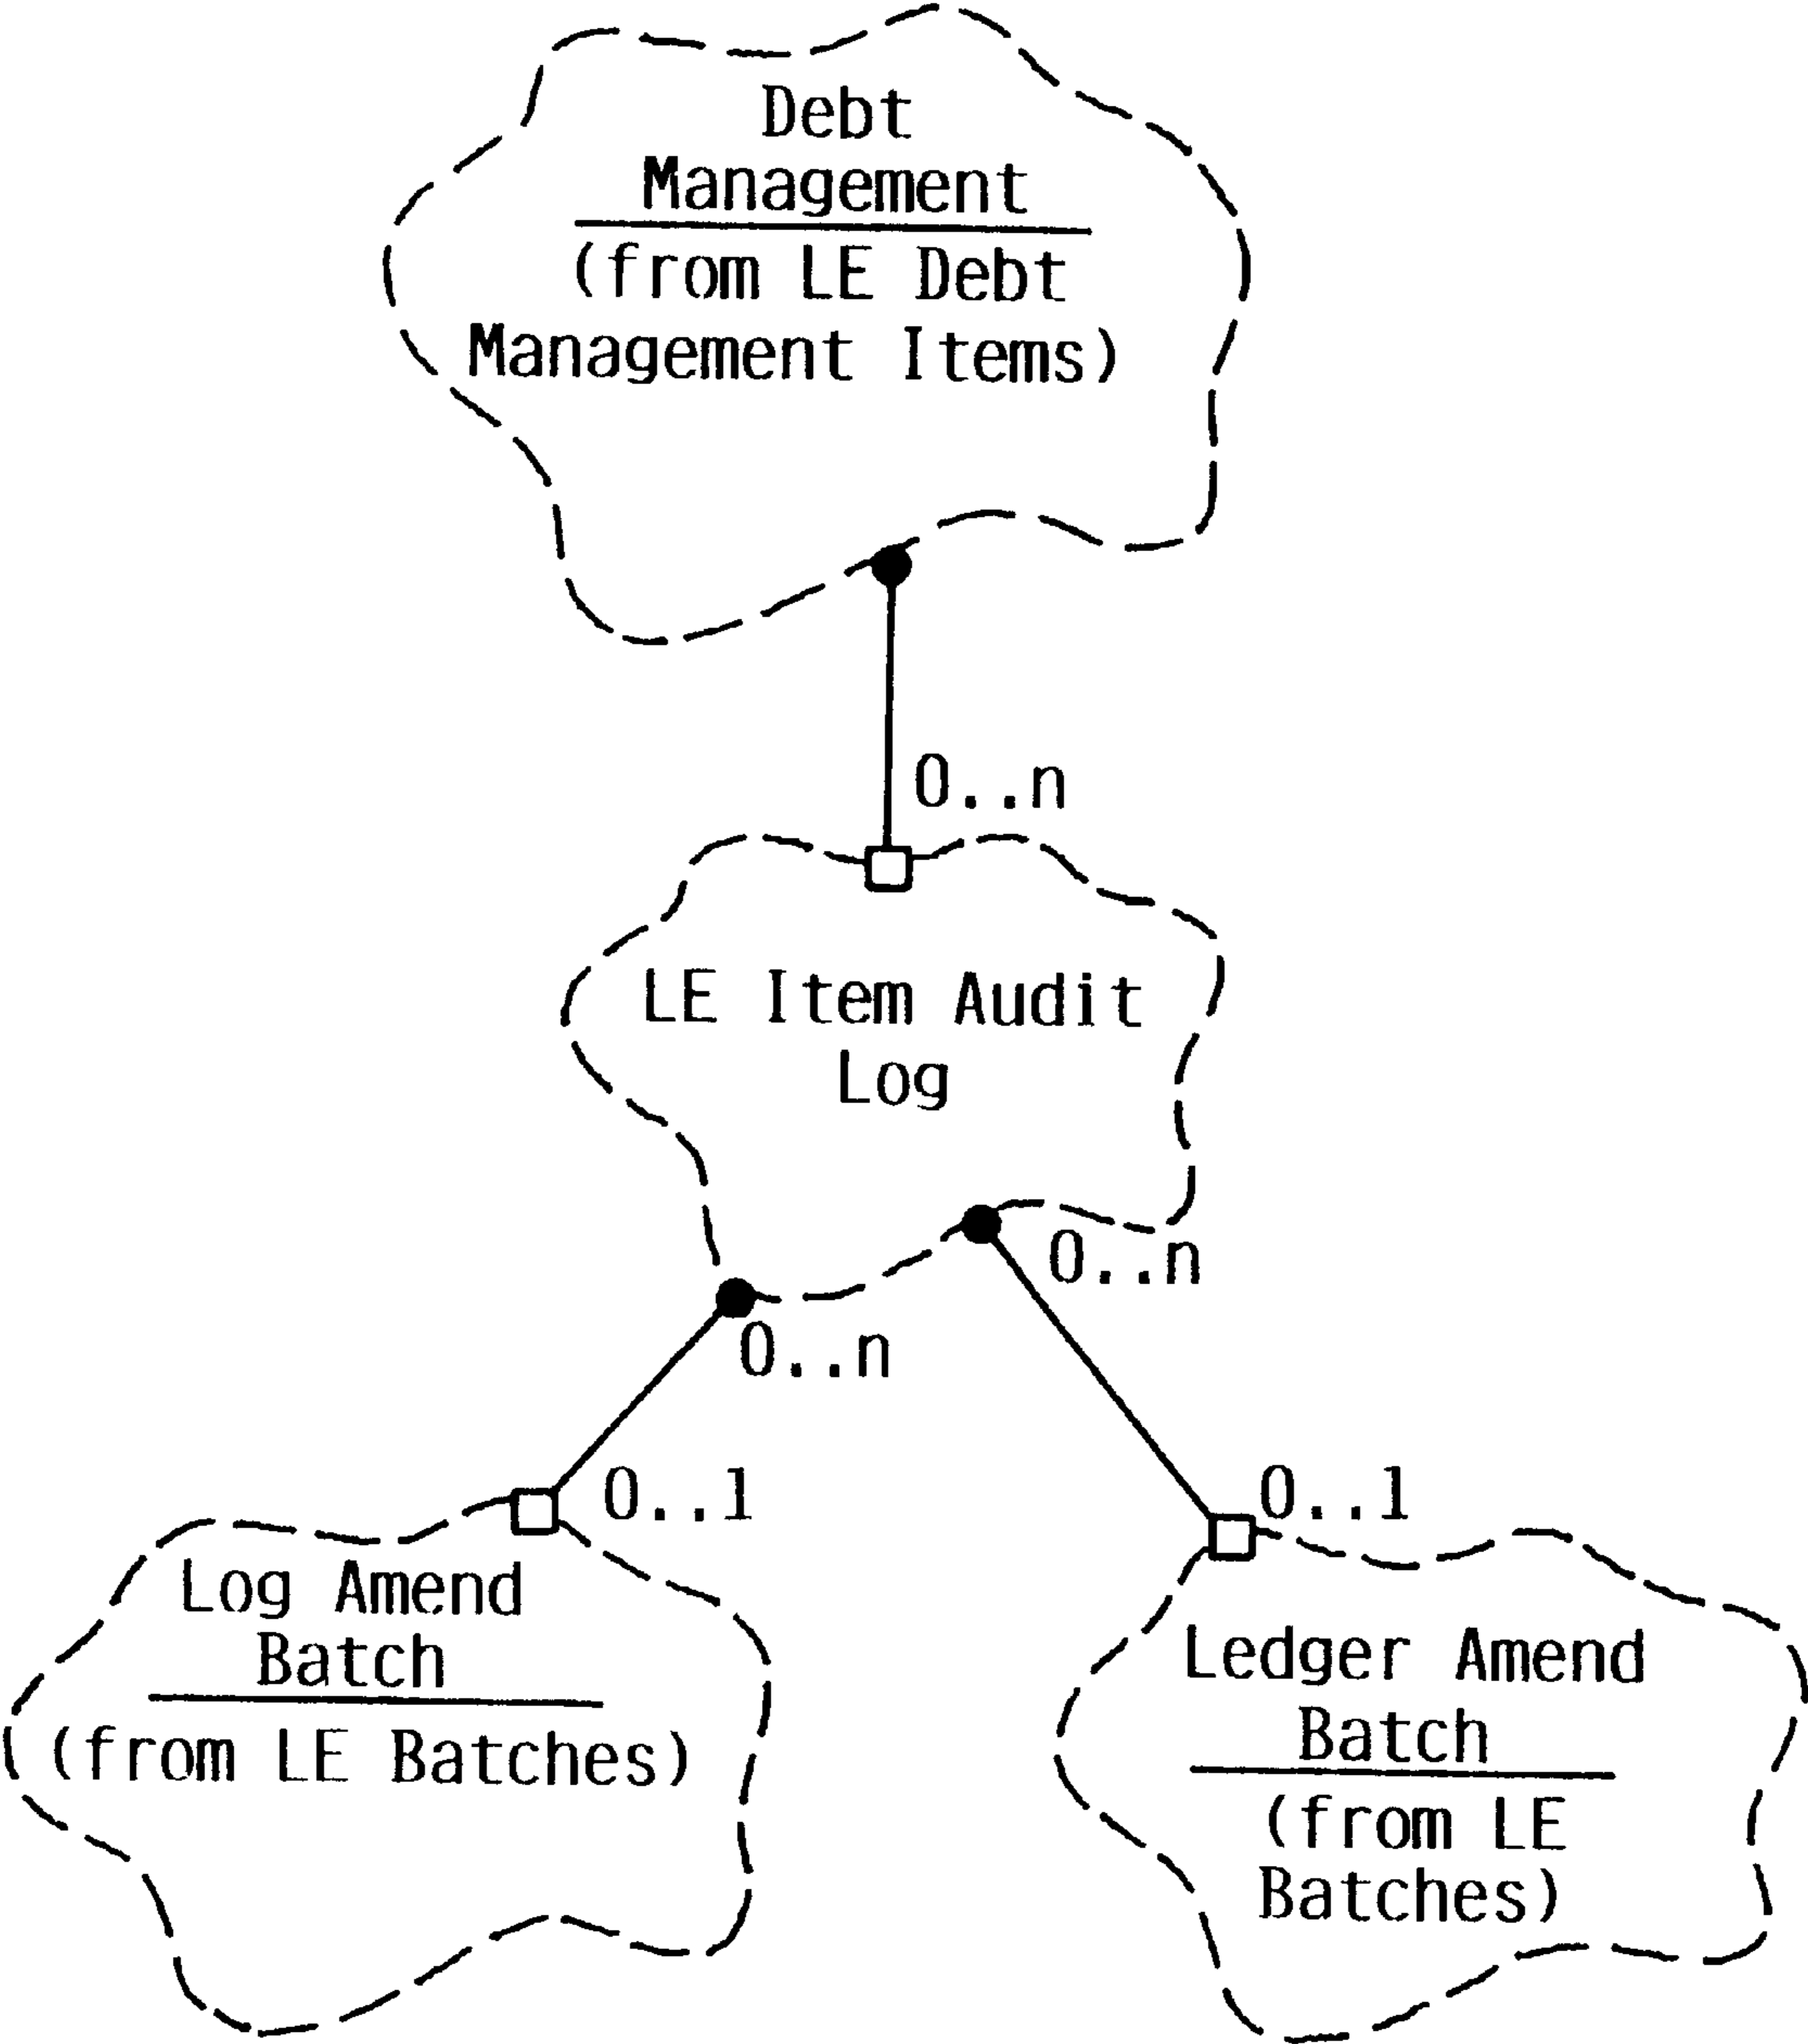 Debt
Management
(from LE Debt
Management Items)
0..n
LE Item Audit
Log
0..n
0..n
0..1
0..1
Log Amend
Batch
(from LE Batches)
Ledger Amend
Batch
(from LE
Batches)